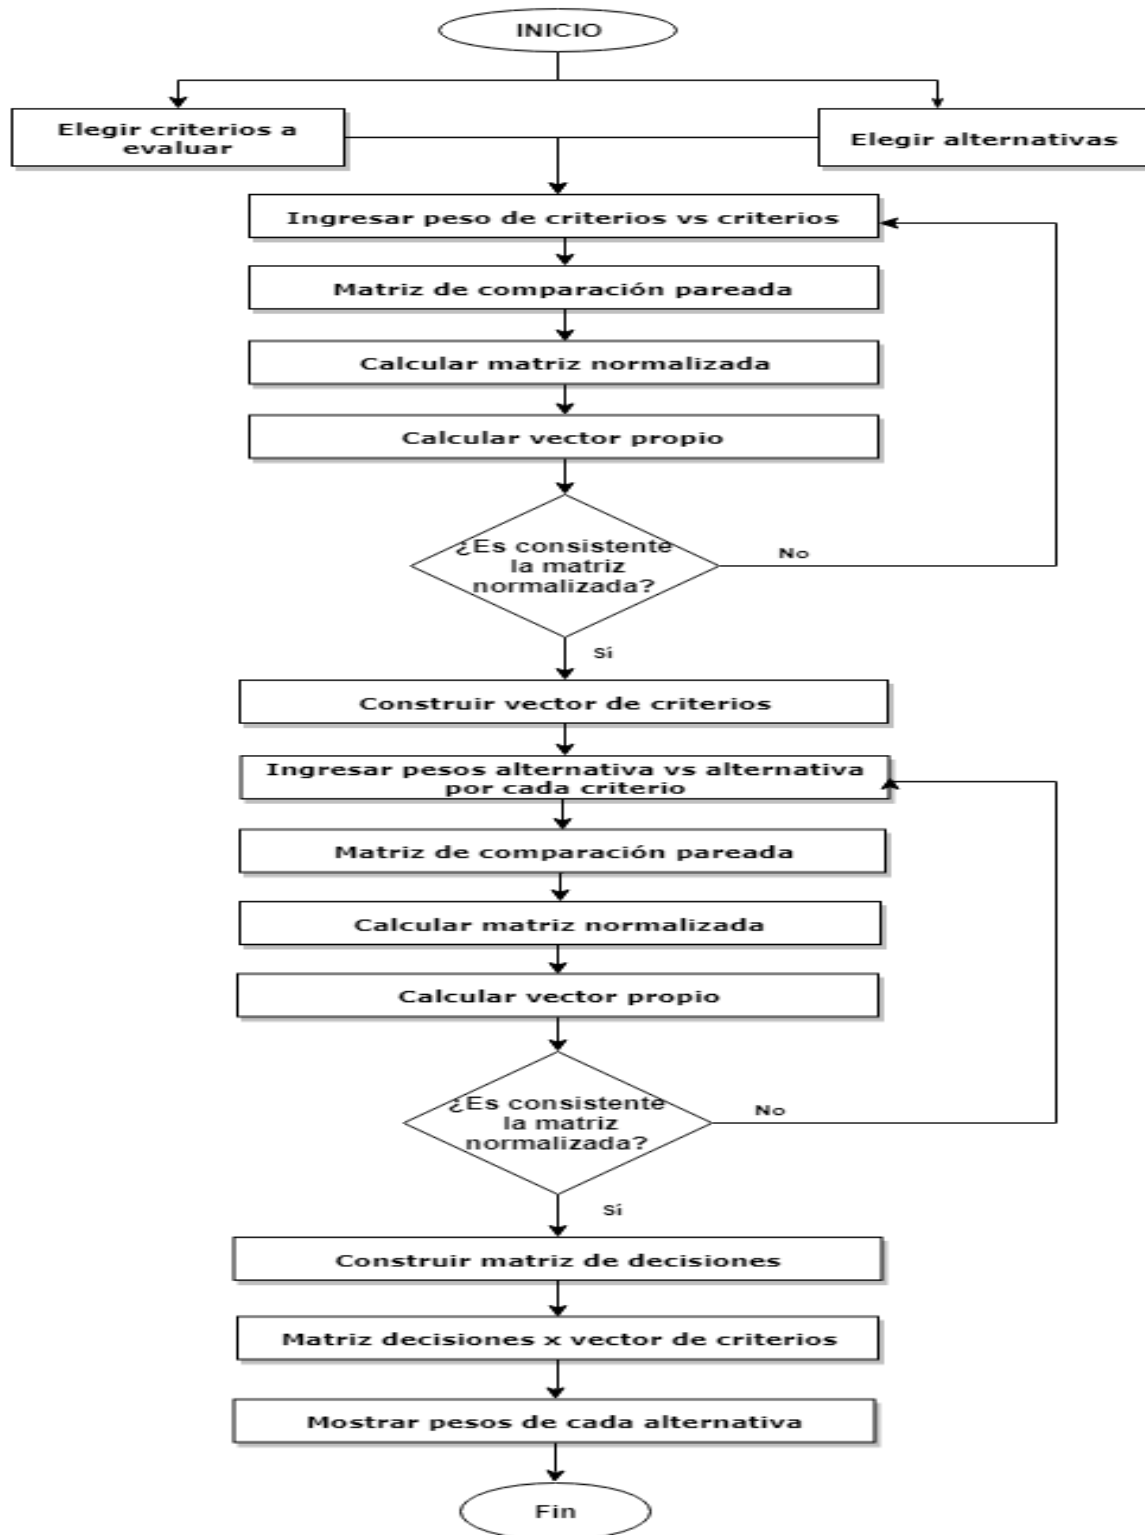 INICIO
Elegir criterios a
evaluar
Elegir alternativas
Ingresar peso de criterios vs criterios
Matriz de comparación pareada
Calcular matriz normalizada
Calcular vector propio
¿Es consistente
la matriz
normalizada?
No
Sí
Construir vector de criterios
Ingresar pesos alternativa vs alternativa
por cada criterio
Matriz de comparación pareada
Calcular matriz normalizada
Calcular vector propio
¿Es consistente
la matriz
normalizada?
No
Sí
Construir matriz de decisiones
Matriz decisiones x vector de criterios
Mostrar pesos de cada alternativa
Fin